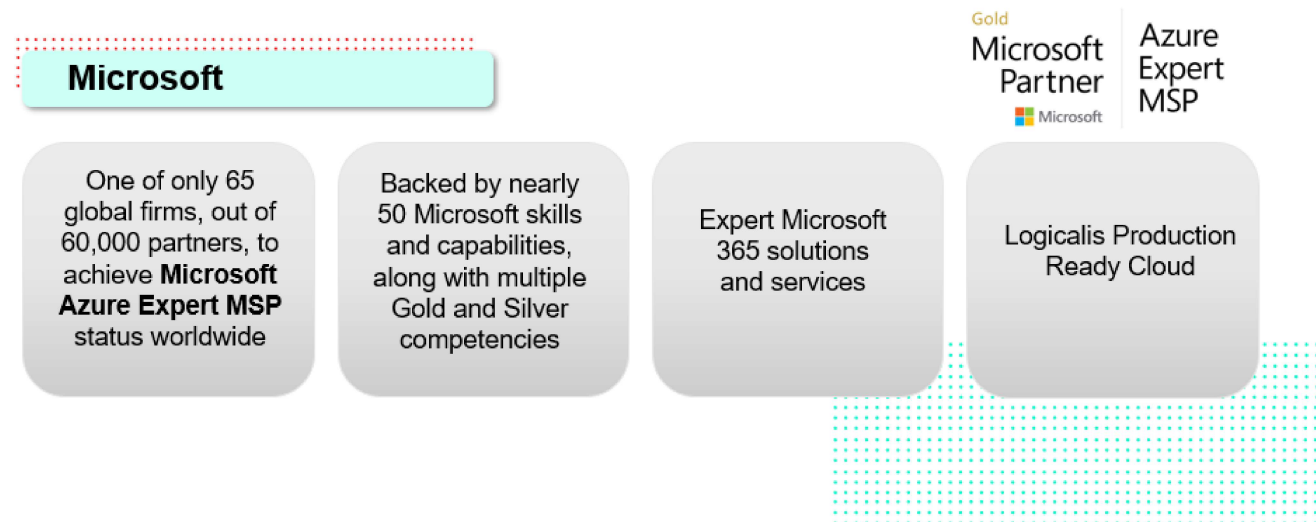 Gold
Microsoft
Partner
Microsoft
Azure
Expert
MSP
Microsoft
One of only 65
global firms, out of
60,000 partners, to
achieve Microsoft
Azure Expert MSP
status worldwide
Backed by nearly
50 Microsoft skills
and capabilities,
along with multiple
Gold and Silver
competencies
Expert Microsoft
365 solutions
and services
Logicalis Production
Ready Cloud